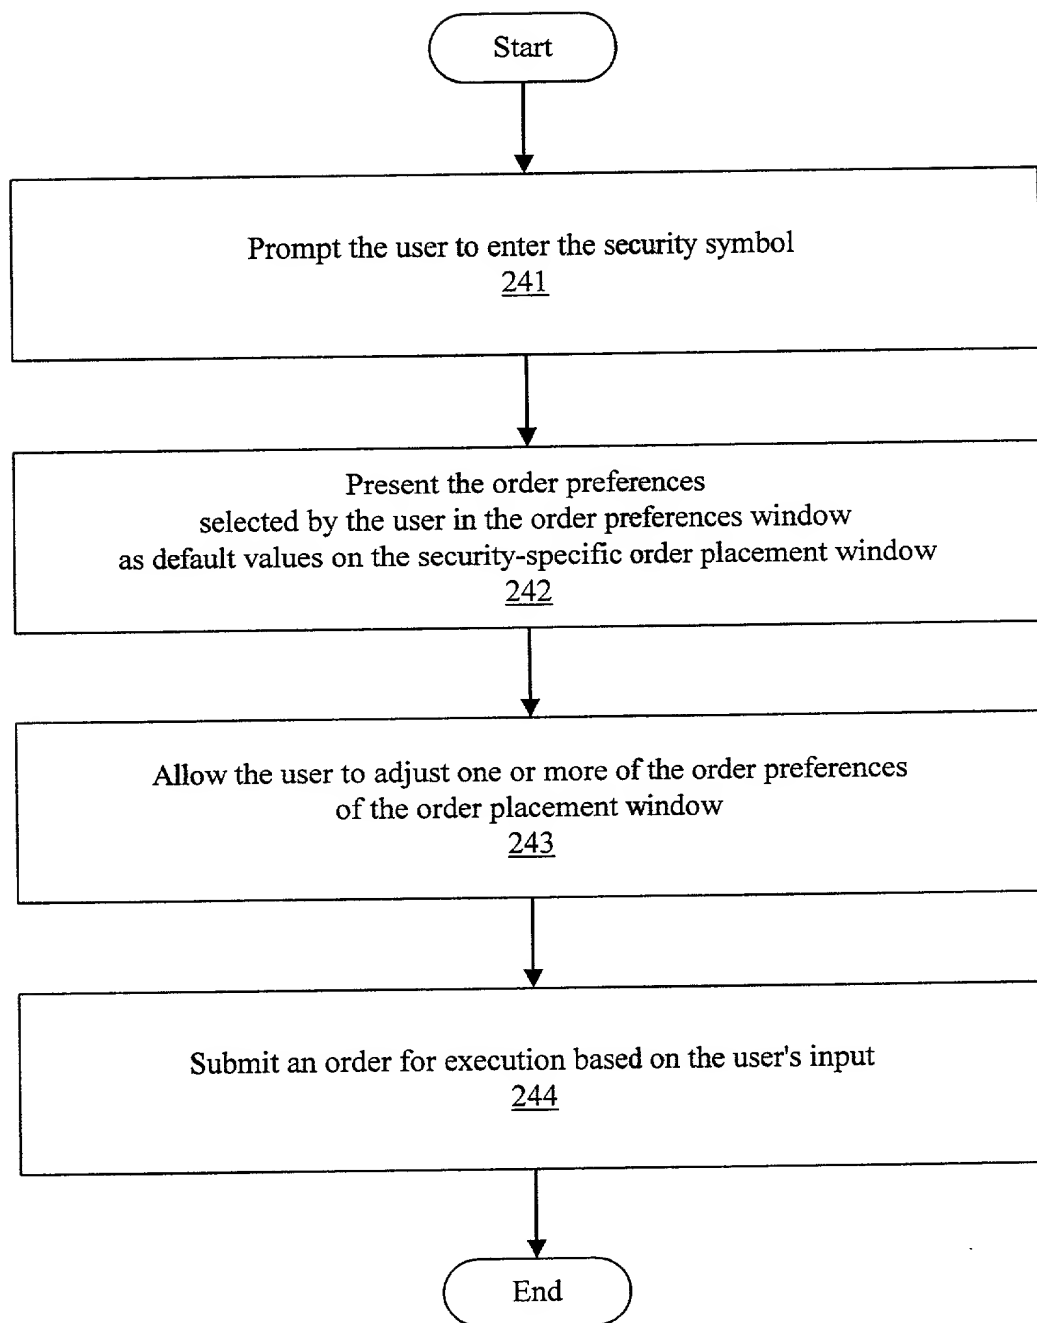 Start
Prompt the user to enter the security symbol
241
Present the order preferences
selected by the user in the order preferences window
as default values on the security-specific order placement window
242
Allow the user to adjust one or more of the order preferences
of the order placement window
243
Submit an order for execution based on the user's input
244
End